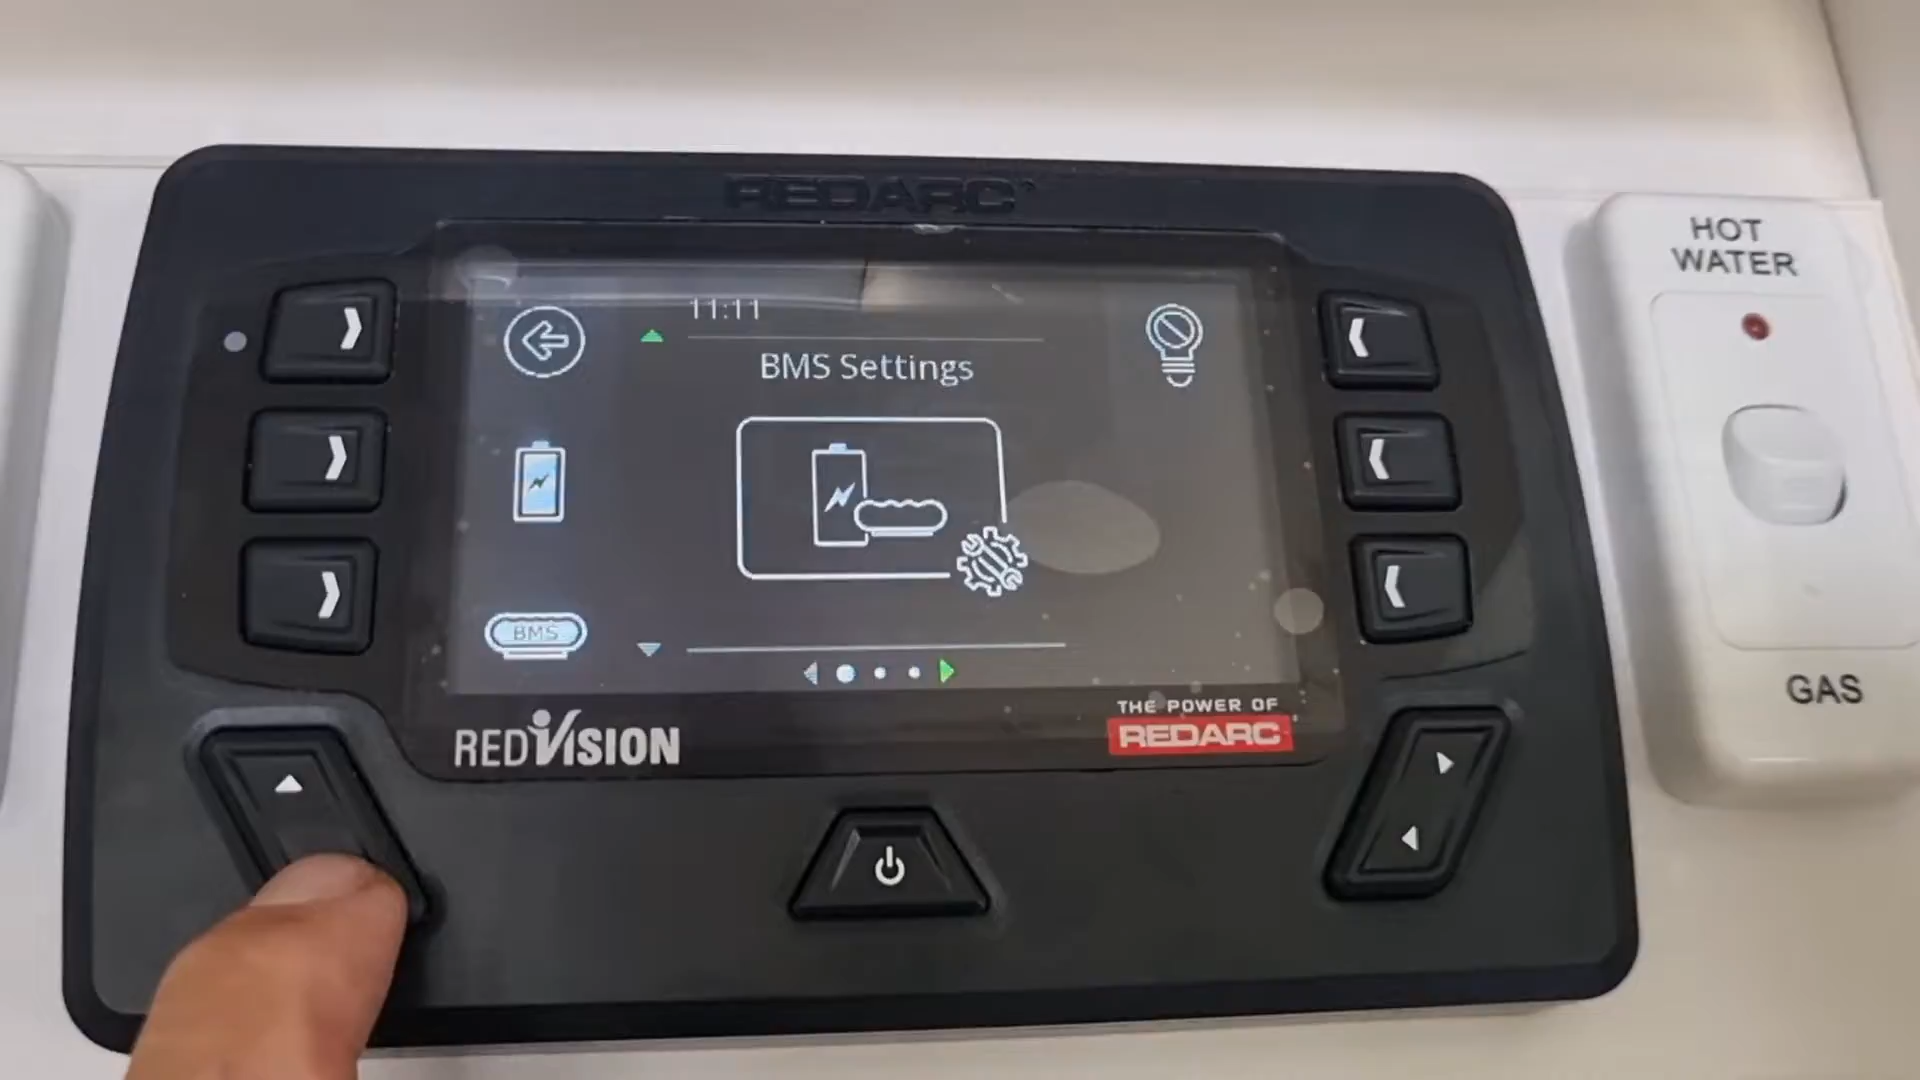 REDARC
11:11
BMS Settings
BMS
REDVISION
THE POWER OF
REDARC
HOT
WATER
GAS